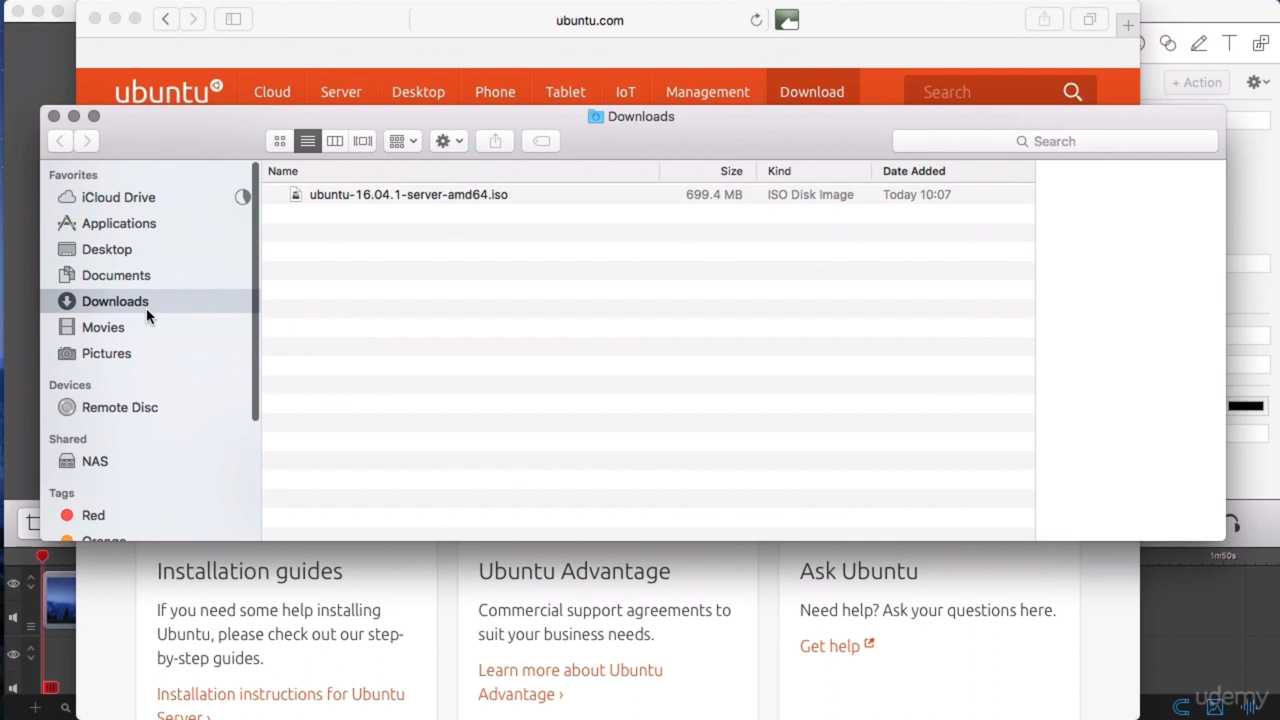 ubuntu.com
+ Action
ubuntu
Cloud
Server
Desktop
Phone
Tablet
IoT
Management
Download
Search
Downloads
Search
Favorites
iCloud Drive
Applications
Desktop
Documents
Downloads
Movies
Pictures
Devices
Remote Disc
Shared
NAS
Tags
Red
Orange
Name
Size
Kind
Date Added
ubuntu-16.04.1-server-amd64.iso
699.4 MB
ISO Disk Image
Today 10:07
1m50s
Installation guides
If you need some help installing
Ubuntu, please check out our step-
by-step guides.
Installation instructions for Ubuntu
Server ›
Ubuntu Advantage
Commercial support agreements to
suit your business needs.
Learn more about Ubuntu
Advantage ›
Ask Ubuntu
Need help? Ask your questions here.
Get help
udemy